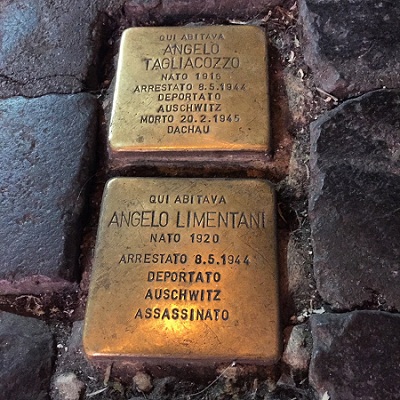 QUI ABITAVA
ANGELO
TAGLIACOZZO
NATO 1916
ARRESTATO 8.5.1944
DEPORTATO
AUSCHWITZ
MORTO 20.2.1945
DACHAU
QUI ABITAVA
ANGELO LIMENTANI
NATO 1920
ARRESTATO 8.5.1944
DEPORTATO
AUSCHWITZ
ASSASSINATO